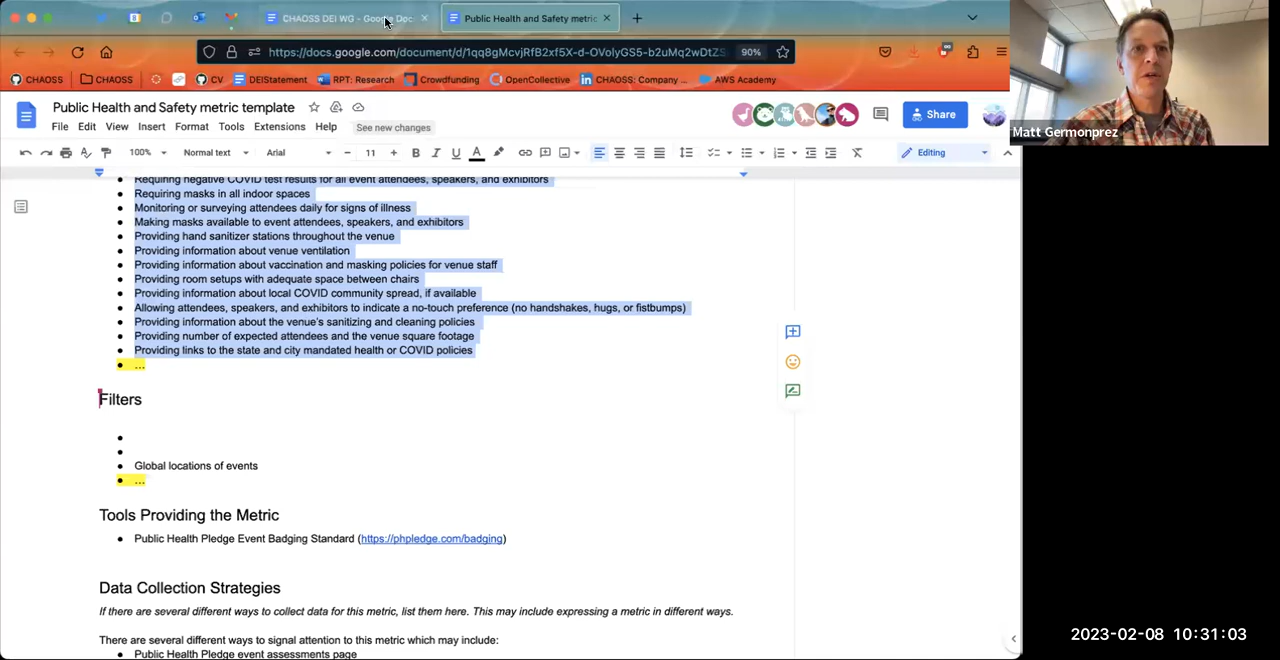 CHAOSS DEI WG - Google Doc
Public Health and Safety metric
https://docs.google.com/document/d/1qq8gMcvjRfB2xf5X-d-OVolyGS5-b2uMq2wDtZS
90%
CHAOSS
CHAOSS
CV
DEIStatement
RPT: Research
Crowdfunding
OpenCollective
CHAOSS: Company ...
AWS Academy
Matt Germonprez
Public Health and Safety metric template
Share
File Edit View Insert Format Tools Extensions Help
See new changes
100%
Normal text
Arial
11
Editing
Requiring negative COVID test results for all event attendees, speakers, and exhibitors
Requiring masks in all indoor spaces
Monitoring or surveying attendees daily for signs of illness
Making masks available to event attendees, speakers, and exhibitors
Providing hand sanitizer stations throughout the venue
Providing information about venue ventilation
Providing information about vaccination and masking policies for venue staff
Providing room setups with adequate space between chairs
Providing information about local COVID community spread, if available
Allowing attendees, speakers, and exhibitors to indicate a no-touch preference (no handshakes, hugs, or fistbumps)
Providing information about the venue's sanitizing and cleaning policies
Providing number of expected attendees and the venue square footage
Providing links to the state and city mandated health or COVID policies
...
Filters
Global locations of events
...
Tools Providing the Metric
Public Health Pledge Event Badging Standard (https://phpledge.com/badging)
Data Collection Strategies
If there are several different ways to collect data for this metric, list them here. This may include expressing a metric in different ways.
There are several different ways to signal attention to this metric which may include:
Public Health Pledge event assessments page
2023-02-08 10:31:03